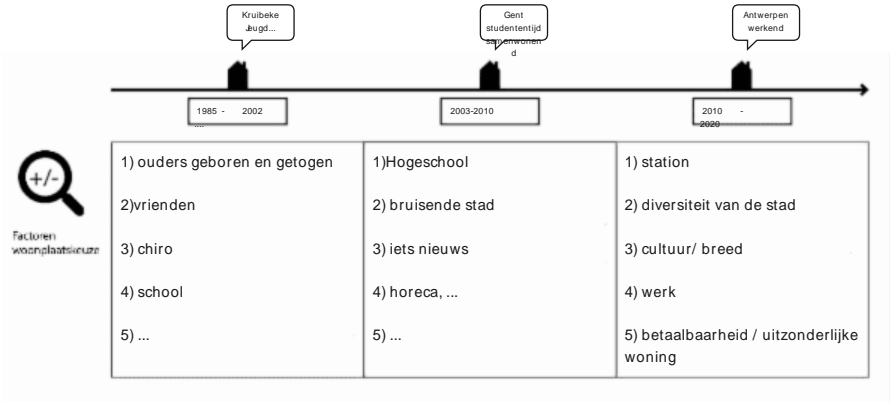 Kruibeke
Jeugd...
Gent
studententijd
samenwonen
d
Antwerpen
werkend
1985 - 2002
....
2003-2010
2010 -
2020
+/-
Factoren
woonplaatskeuze
1) ouders geboren en getogen
2)vrienden
3) chiro
4) school
5) ...
1)Hogeschool
2) bruisende stad
3) iets nieuws
4) horeca, ...
5) ...
1) station
2) diversiteit van de stad
3) cultuur/ breed
4) werk
5) betaalbaarheid / uitzonderlijke
woning